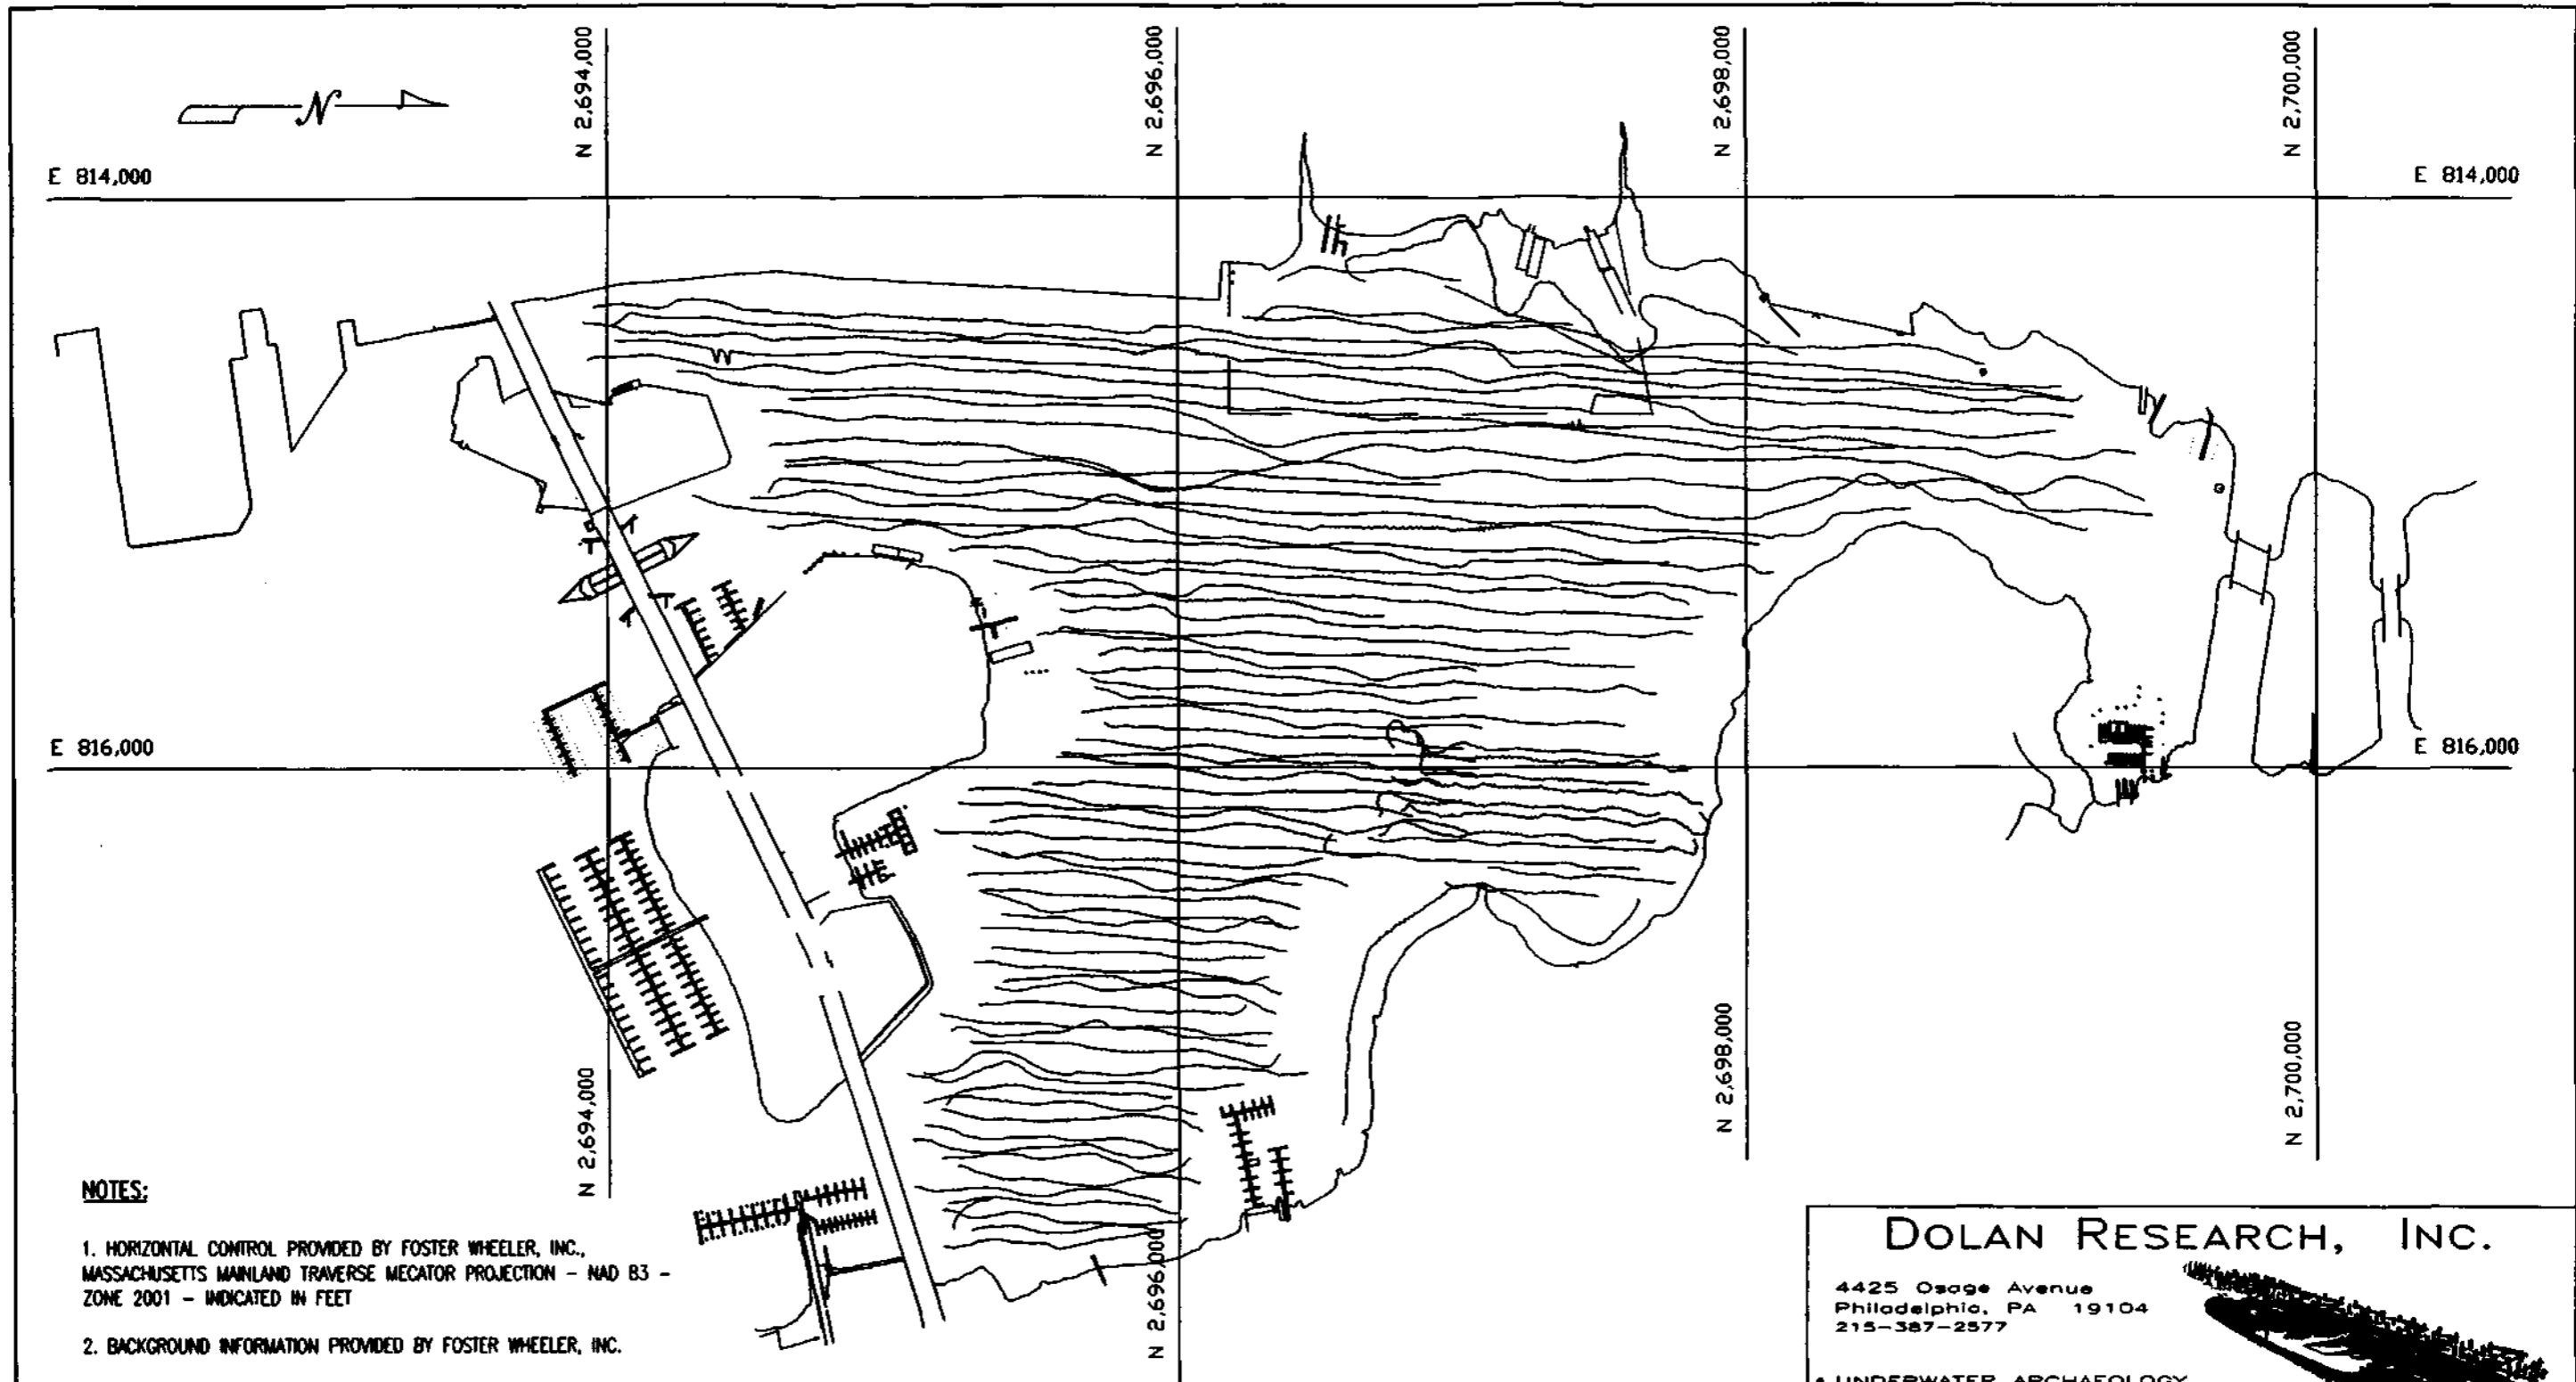 N 2,694,000
N 2,696,000
N 2,698,000
N 2,700,000
N
E 814,000
E 814,000
E 816,000
E 816,000
N 2,694,000
N 2,696,000
N 2,698,000
N 2,700,000
NOTES:
1. HORIZONTAL CONTROL PROVIDED BY FOSTER WHEELER, INC.,
MASSACHUSETTS MAINLAND TRAVERSE MECATOR PROJECTION - NAD 83 -
ZONE 2001 - INDICATED IN FEET
2. BACKGROUND INFORMATION PROVIDED BY FOSTER WHEELER, INC.
DOLAN RESEARCH, INC.
4425 Osage Avenue
Philadelphia, PA 19104
215-387-2577
• UNDERWATER ARCHAEOLOGY